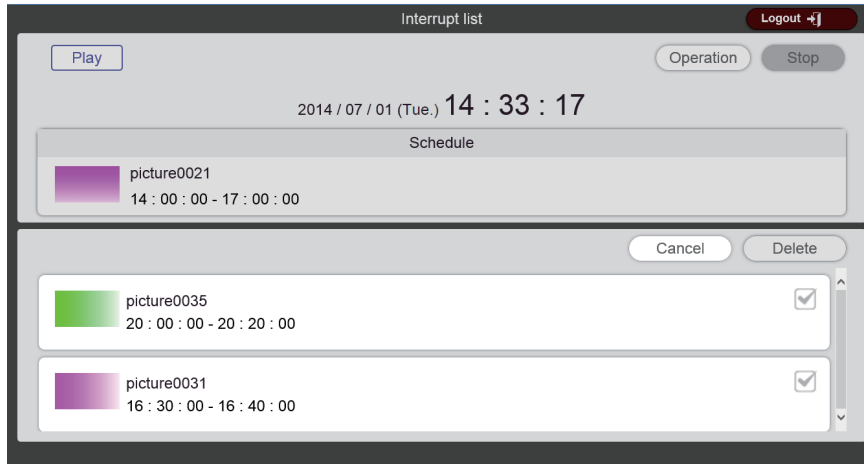 Interrupt list
Logout
Play
Operation
Stop
2014 / 07 / 01 (Tue.) 14 : 33 : 17
Schedule
picture0021
14 : 00 : 00 - 17 : 00 : 00
Cancel
Delete
picture0035
20 : 00 : 00 - 20 : 20 : 00
picture0031
16 : 30 : 00 - 16 : 40 : 00